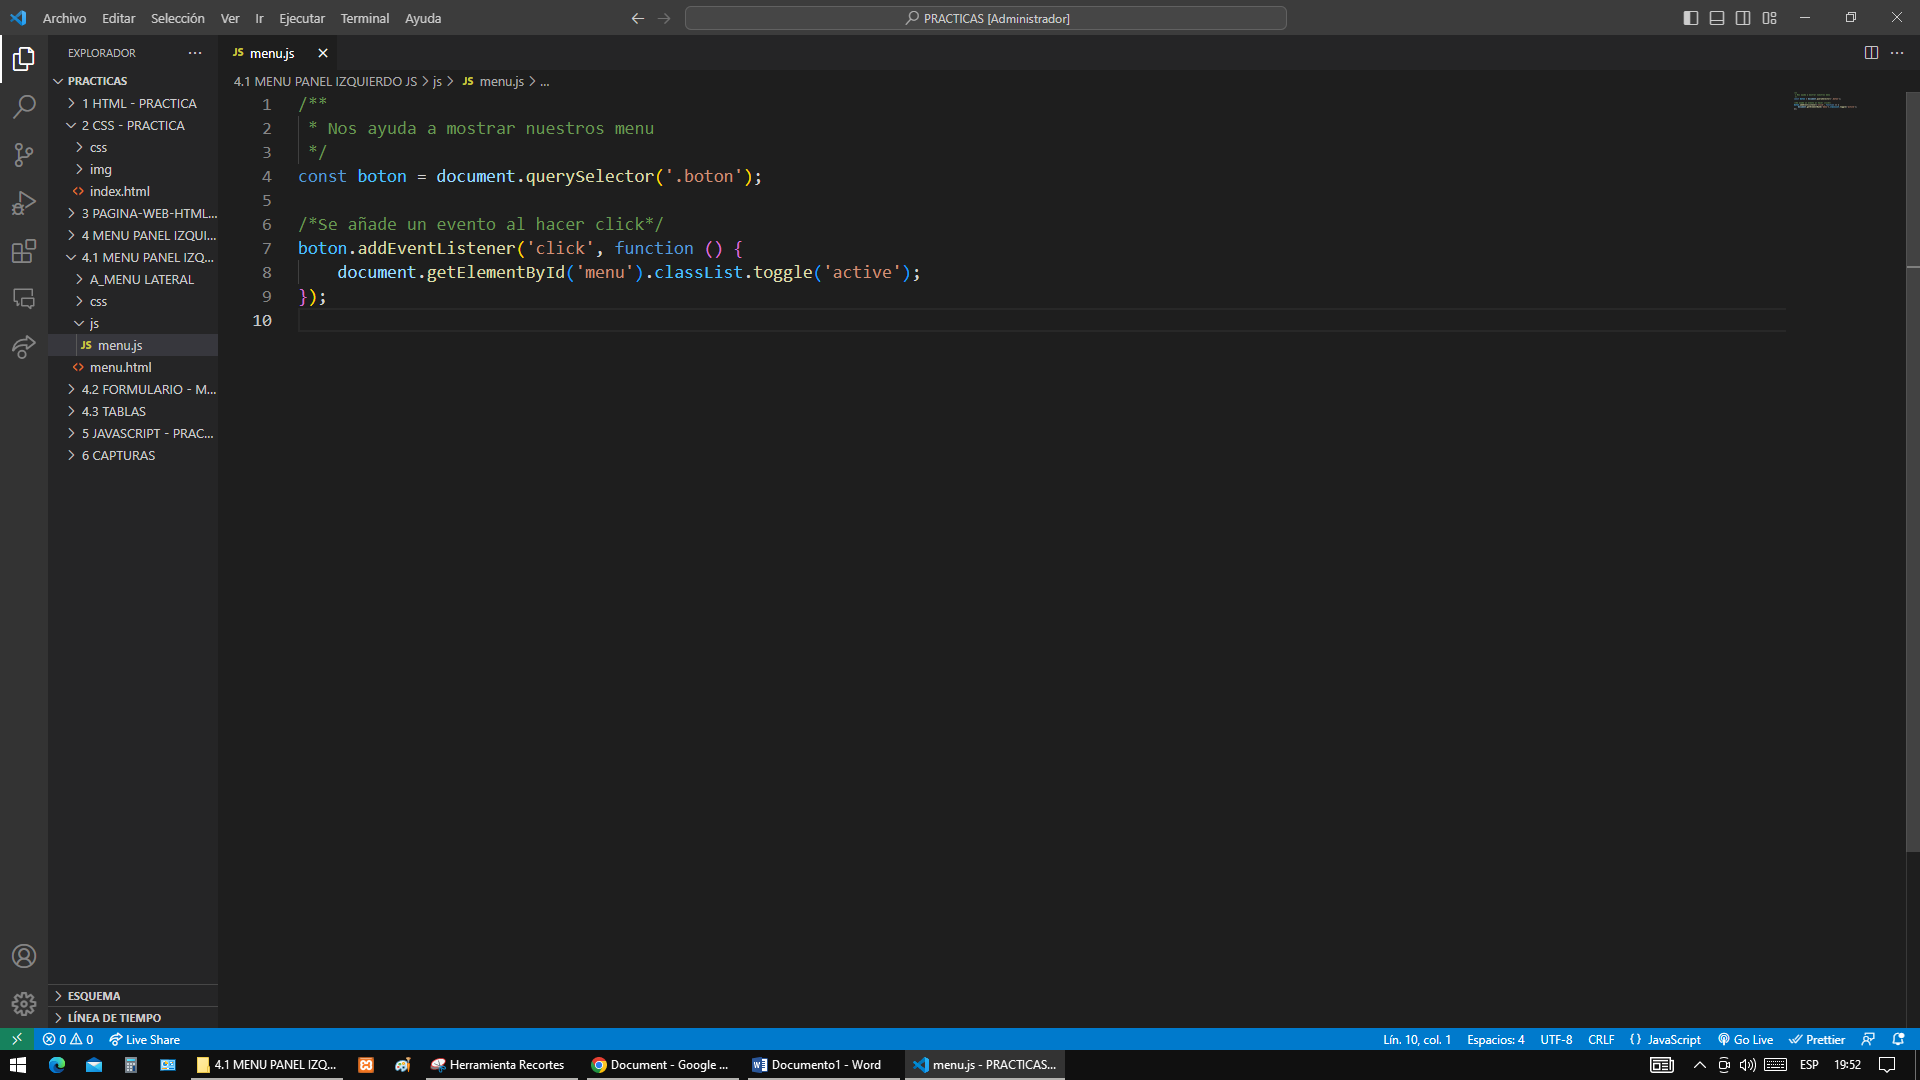 Archivo Editar Selección Ver Ir Ejecutar Terminal Ayuda
PRACTICAS [Administrador]
EXPLORADOR
JS menu.js
PRACTICAS
4.1 MENU PANEL IZQUIERDO JS > js > JS menu.js > ...
1 HTML - PRACTICA
2 CSS - PRACTICA
css
img
index.html
3 PAGINA-WEB-HTML...
4 MENU PANEL IZQUI...
4.1 MENU PANEL IZQ...
A_MENU LATERAL
css
js
JS menu.js
menu.html
4.2 FORMULARIO - M...
4.3 TABLAS
5 JAVASCRIPT - PRAC...
6 CAPTURAS
1 /**
2  * Nos ayuda a mostrar nuestros menu
3  */
4 const boton = document.querySelector('.boton');
5
6 /*Se añade un evento al hacer click*/
7 boton.addEventListener('click', function () {
8     document.getElementById('menu').classList.toggle('active');
9 });
10
ESQUEMA
LÍNEA DE TIEMPO
0 0 Live Share
Lín. 10, col. 1 Espacios: 4 UTF-8 CRLF {} JavaScript Go Live Prettier
4.1 MENU PANEL IZQ... Herramienta Recortes Document - Google ... Documento1 - Word menu.js - PRACTICAS... ESP 19:52